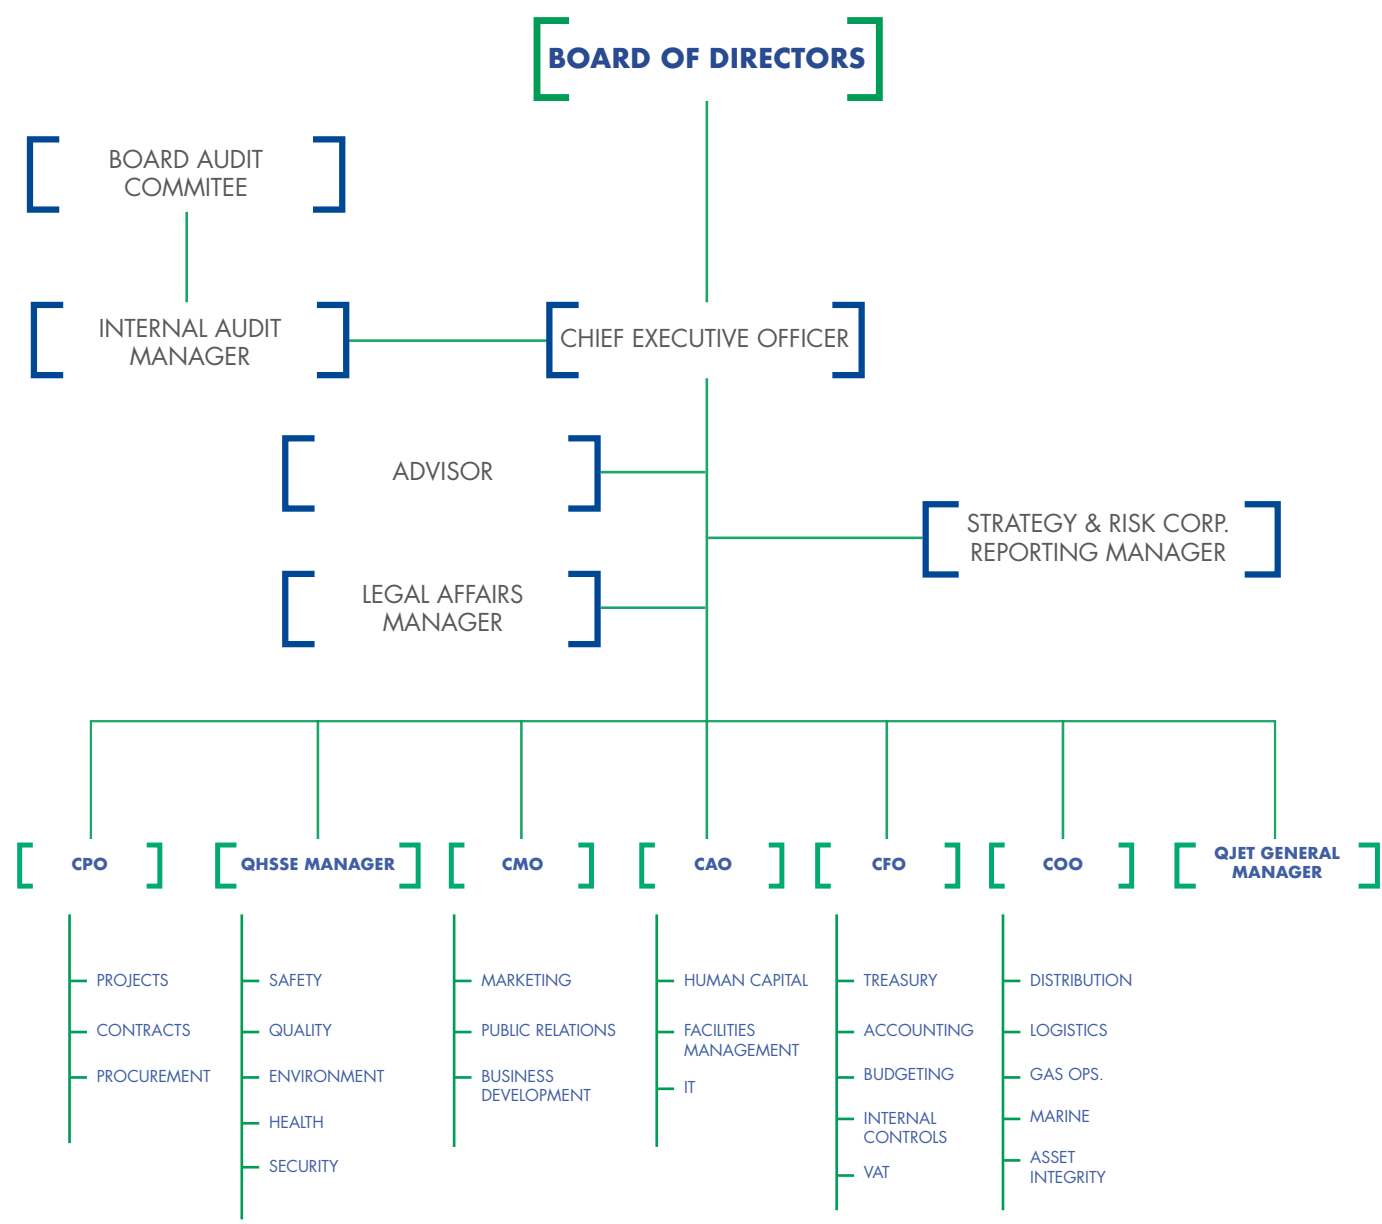 BOARD OF DIRECTORS
BOARD AUDIT
COMMITEE
INTERNAL AUDIT
MANAGER
CHIEF EXECUTIVE OFFICER
ADVISOR
STRATEGY & RISK CORP.
REPORTING MANAGER
LEGAL AFFAIRS
MANAGER
CPO
QHSSE MANAGER
CMO
CAO
CFO
COO
QJET GENERAL
MANAGER
PROJECTS
CONTRACTS
PROCUREMENT
SAFETY
QUALITY
ENVIRONMENT
HEALTH
SECURITY
MARKETING
PUBLIC RELATIONS
BUSINESS
DEVELOPMENT
HUMAN CAPITAL
FACILITIES
MANAGEMENT
IT
TREASURY
ACCOUNTING
BUDGETING
INTERNAL
CONTROLS
VAT
DISTRIBUTION
LOGISTICS
GAS OPS.
MARINE
ASSET
INTEGRITY